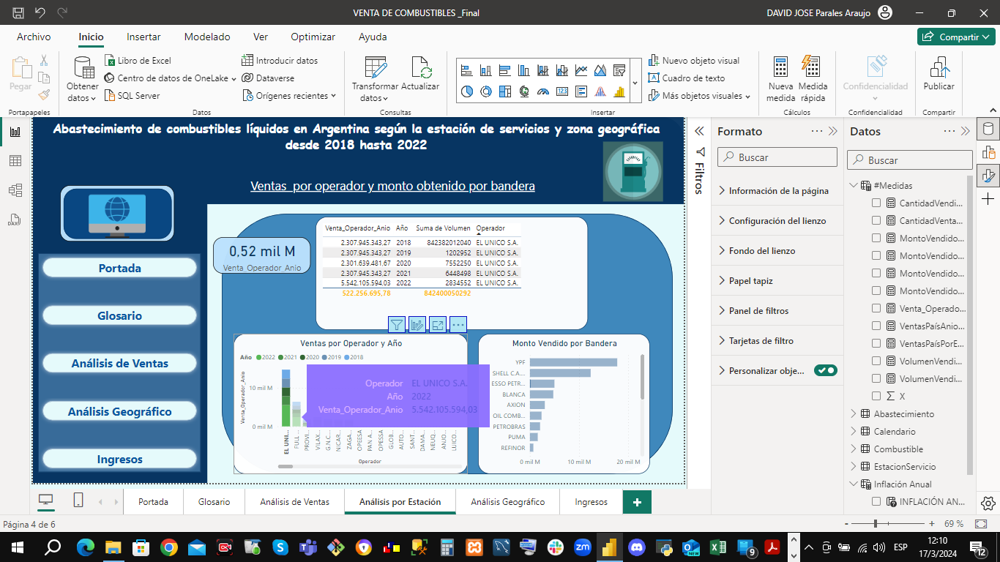 VENTA DE COMBUSTIBLES _Final
DAVID JOSE Parales Araujo
Archivo Inicio Insertar Modelado Ver Optimizar Ayuda
Compartir
Pegar
Portapapeles
Obtener datos
Libro de Excel
Centro de datos de OneLake
SQL Server
Introducir datos
Dataverse
Orígenes recientes
Datos
Transformar datos
Actualizar
Consultas
123
Insertar
Nuevo objeto visual
Cuadro de texto
Más objetos visuales
Nueva medida
Medida rápida
Cálculos
Confidencialidad
Confidencialidad
Publicar
Compartir
DAX
Abastecimiento de combustibles líquidos en Argentina según la estación de servicios y zona geográfica
desde 2018 hasta 2022
Ventas por operador y monto obtenido por bandera
Portada
Glosario
Análisis de Ventas
Análisis Geográfico
Ingresos
0,52 mil M
Venta_Operador_Anio
Venta_Operador_Anio Año Suma de Volumen Operador
2.307.945.343,27 2018 842382012040 EL UNICO S.A.
2.307.945.343,27 2019 1202952 EL UNICO S.A.
2.301.639.481,67 2020 7552250 EL UNICO S.A.
2.307.945.343,27 2021 6448498 EL UNICO S.A.
5.542.105.594,03 2022 2834552 EL UNICO S.A.
522.256.695,78 842400050292
Ventas por Operador y Año
Año 2022 2021 2020 2019 2018
Venta_Operador_Anio
10 mil M
0 mil M
EL UNI...
FULL ...
PROVI...
VILAX...
G.N.C...
NICAR...
ZAGA...
OPEESA
PAN A...
OPESSA
GLOB...
AUTO...
SANT...
DAMA...
NEUQ...
ANJO...
LUJCO...
Operador
Operador EL UNICO S.A.
Año 2022
Venta_Operador_Anio 5.542.105.594,03
Monto Vendido por Bandera
YPF
SHELL C.A....
ESSO PETR...
BLANCA
AXION
OIL COMB...
PETROBRAS
PUMA
REFINOR
0 mil M 10 mil M 20 mil M
Filtros
Formato
Buscar
Información de la página
Configuración del lienzo
Fondo del lienzo
Papel tapiz
Panel de filtros
Tarjetas de filtro
Personalizar obje...
Datos
Buscar
#Medidas
CantidadVendi...
CantidadVenta...
MontoVendido...
MontoVendido...
MontoVendido...
MontoVendido...
Venta_Operado...
VentasPaísAnio...
VentasPaísPorE...
VolumenVendi...
VolumenVendi...
X
Abastecimiento
Calendario
Combustible
EstacionServicio
Inflación Anual
INFLACIÓN AN...
Portada Glosario Análisis de Ventas Análisis por Estación Análisis Geográfico Ingresos
Página 4 de 6
69 %
zm
NEW
9
ESP
12:10
17/3/2024
12